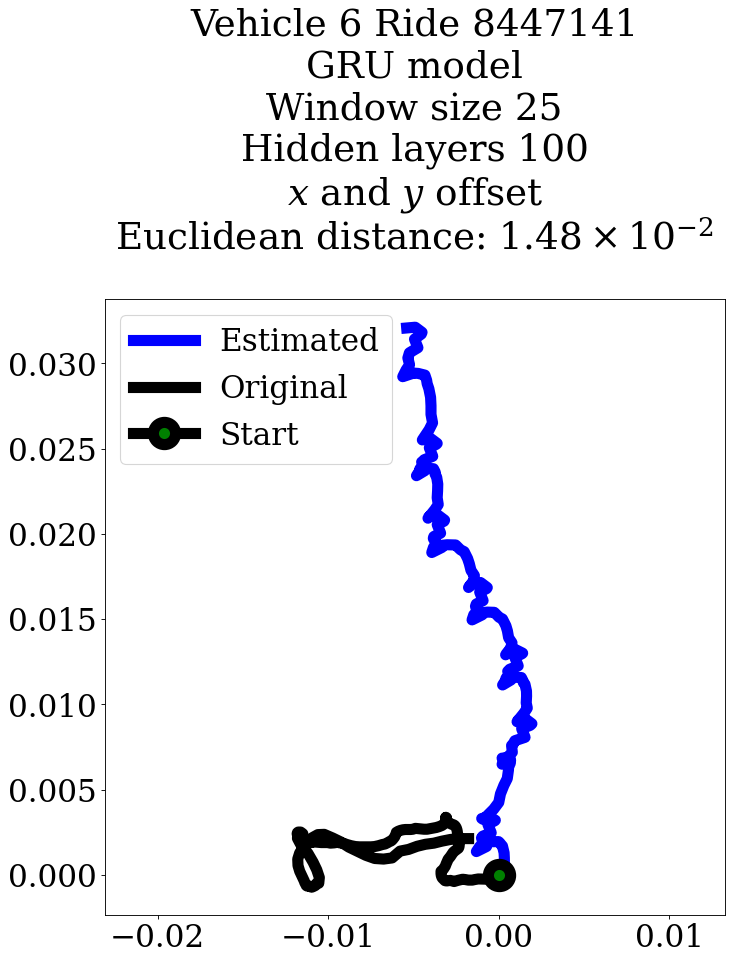 Vehicle 6 Ride 8447141
GRU model
Window size 25
Hidden layers 100
x and y offset
Euclidean distance: 1.48 × 10⁻²
Estimated
Original
Start
0.030
0.025
0.020
0.015
0.010
0.005
0.000
−0.02 −0.01 0.00 0.01